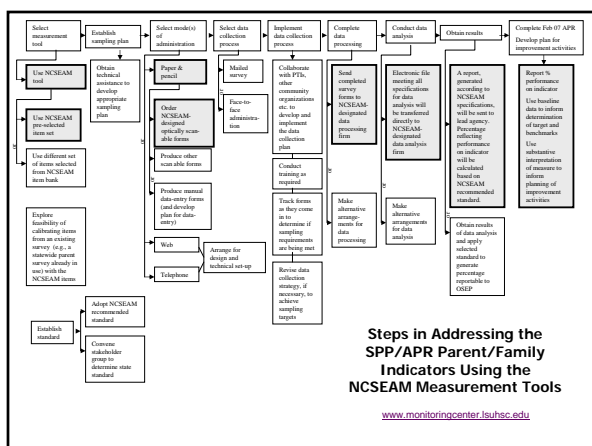 Select
measurement
tool
Establish
sampling plan
Select mode(s)
of
administration
Select data
collection
process
Implement
data collection
process
Complete
data
processing
Conduct data
analysis
Obtain results
Complete Feb 07 APR
Develop plan for
improvement activities
Use NCSEAM
tool
or
Use NCSEAM
pre-selected
item set
or
Use different set
of items selected
from NCSEAM
item bank
Explore
feasibility of
calibrating items
from an existing
survey (e.g., a
statewide parent
survey already in
use) with the
NCSEAM items
Obtain
technical
assistance to
develop
appropriate
sampling
plan
Paper &
pencil
Order
NCSEAM-
designed
optically scan-
able forms
or
Produce other
scan able forms
Produce manual
data-entry forms
(and develop
plan for data-
entry)
or
Web
Telephone
Arrange for
design and
technical set-up
Mailed
survey
Face-to-
face
administra-
tion
Collaborate
with PTIs,
other
community
organizations
etc. to
develop and
implement
the data
collection
plan
Conduct
training as
required
Track forms
as they come
in to
determine if
sampling
requirements
are being met
Revise data
collection
strategy, if
necessary, to
achieve
sampling
targets
Send
completed
survey
forms to
NCSEAM-
designated
data
processing
firm
or
Make
alternative
arrange-
ments for
data
processing
Electronic file
meeting all
specifications
for data
analysis will be
transferred
directly to
NCSEAM-
designated data
analysis firm
or
Make
alternative
arrangements
for data
analysis
A report,
generated
according to
NCSEAM
specifications,
will be sent to
lead agency.
Percentage
reflecting
performance
on indicator
will be
calculated
based on
NCSEAM
recommended
standard.
or
Obtain results
of data analysis
and apply
selected
standard to
generate
percentage
reportable to
OSEP
Report %
performance
on indicator
Use baseline
data to inform
determination
of target and
benchmarks
Use
substantive
interpretation
of measure to
inform
planning of
improvement
activities
Establish
standard
Adopt NCSEAM
recommended
standard
Convene
stakeholder
group to
determine state
standard
Steps in Addressing the
SPP/APR Parent/Family
Indicators Using the
NCSEAM Measurement Tools
www.monitoringcenter.lsuhsc.edu